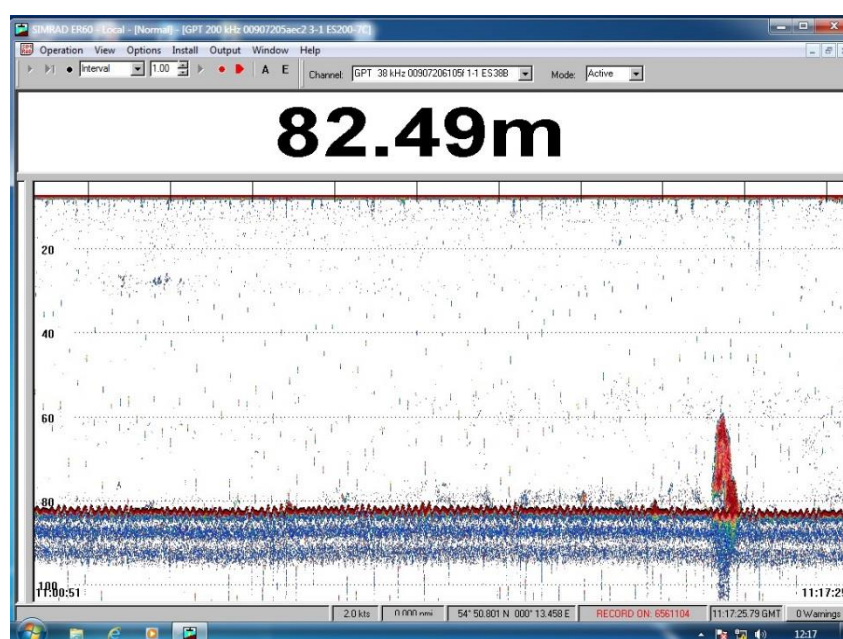 SIMRAD ER60 - Local - [Normal] - [GPT 200 kHz 00907205aec2 3-1 ES200-7C]
Operation View Options Install Output Window Help
Interval 1.00 A E Channel: GPT 38 kHz 00907206105f 1-1 ES38B Mode: Active
82.49m
20
40
60
80
100
11:00:51 11:17:2
2.0 kts 0.000 nmi 54° 50.801 N 000° 13.458 E RECORD ON: 6561104 11:17:25.79 GMT 0 Warnings
12:17